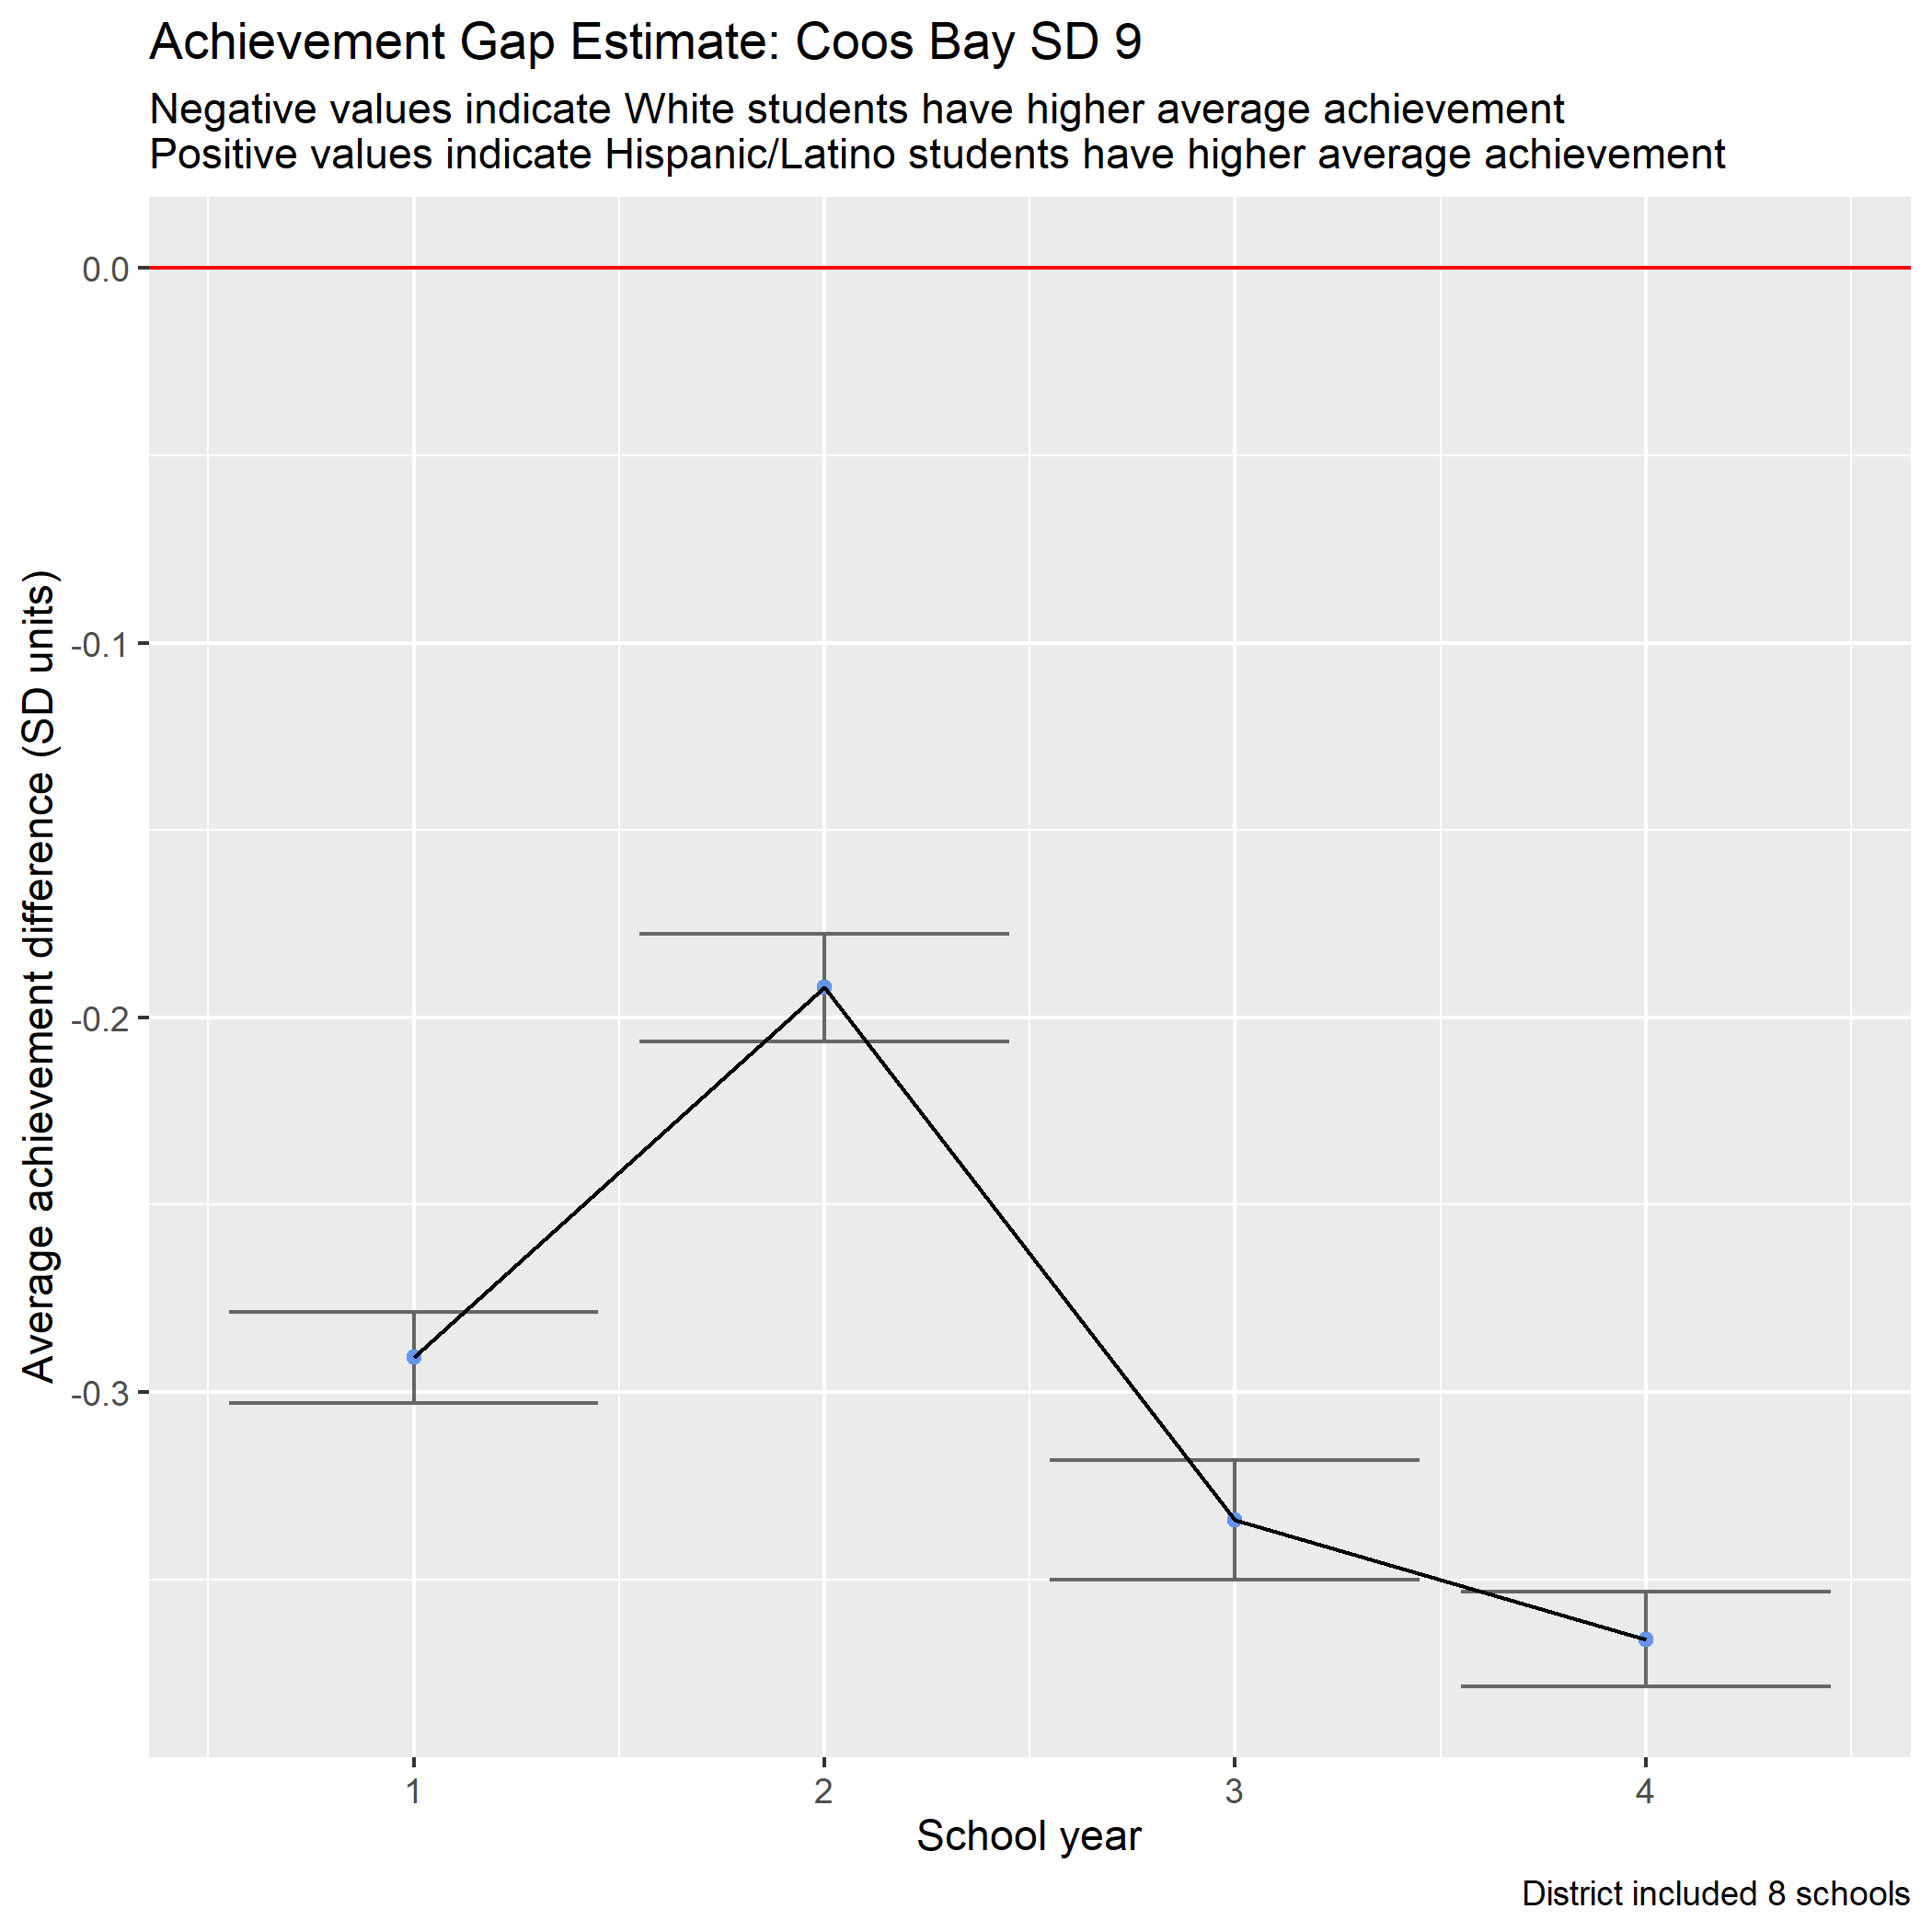 Achievement Gap Estimate: Coos Bay SD 9
Negative values indicate White students have higher average achievement
Positive values indicate Hispanic/Latino students have higher average achievement
Average achievement difference (SD units)
0.0
-0.1
-0.2
-0.3
1 2 3 4
School year
District included 8 schools